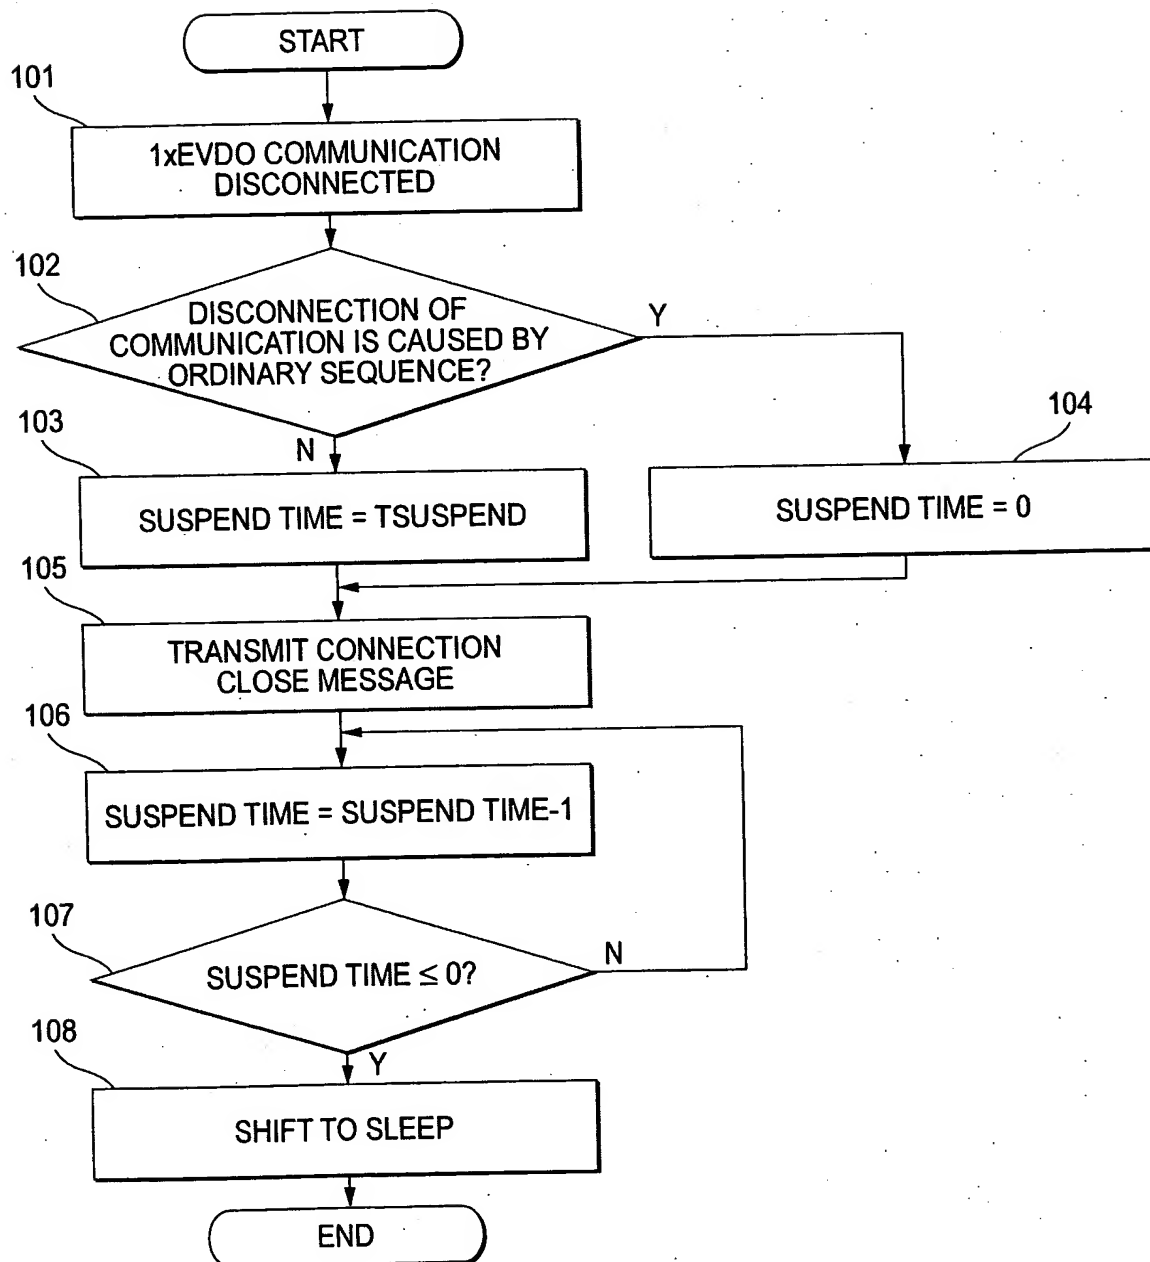 START
101
1xEVDO COMMUNICATION
DISCONNECTED
102
DISCONNECTION OF
COMMUNICATION IS CAUSED BY
ORDINARY SEQUENCE?
Y
N
103
SUSPEND TIME = TSUSPEND
104
SUSPEND TIME = 0
105
TRANSMIT CONNECTION
CLOSE MESSAGE
106
SUSPEND TIME = SUSPEND TIME-1
107
SUSPEND TIME ≤ 0?
N
Y
108
SHIFT TO SLEEP
END